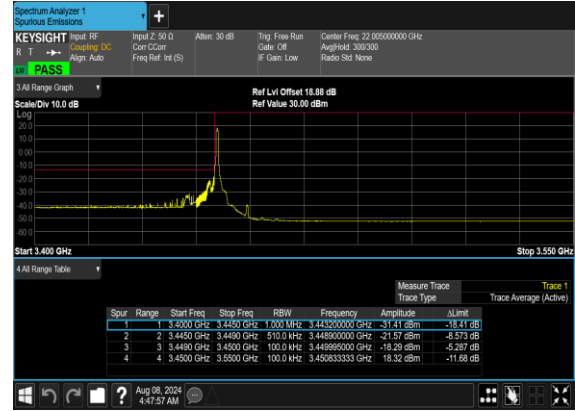 Spectrum Analyzer 1
Spurious Emissions
+
KEYSIGHT Input: RF Input Z: 50 Ω Atten: 30 dB Trig: Free Run Center Freq: 22.005000000 GHz
R T Coupling: DC Corr CCorr Gate: Off Avg|Hold: 300/300
Align: Auto Freq Ref: Int (S) IF Gain: Low Radio Std: None
PASS
3 All Range Graph Ref Lvl Offset 18.88 dB
Scale/Div 10.0 dB Ref Value 30.00 dBm
Log
20.0
10.0
0.00
-10.0
-20.0
-30.0
-40.0
-50.0
-60.0
Start 3.400 GHz Stop 3.550 GHz
4 All Range Table
Measure Trace Trace 1
Trace Type Trace Average (Active)
Spur Range Start Freq Stop Freq RBW Frequency Amplitude ΔLimit
1 1 3.4000 GHz 3.4450 GHz 1.000 MHz 3.443200000 GHz -31.41 dBm -18.41 dB
2 2 3.4450 GHz 3.4490 GHz 510.0 kHz 3.448900000 GHz -21.57 dBm -8.573 dB
3 3 3.4490 GHz 3.4500 GHz 100.0 kHz 3.449995000 GHz -18.29 dBm -5.287 dB
4 4 3.4500 GHz 3.5500 GHz 100.0 kHz 3.450833333 GHz 18.32 dBm -11.68 dB
? Aug 08, 2024
4:47:57 AM